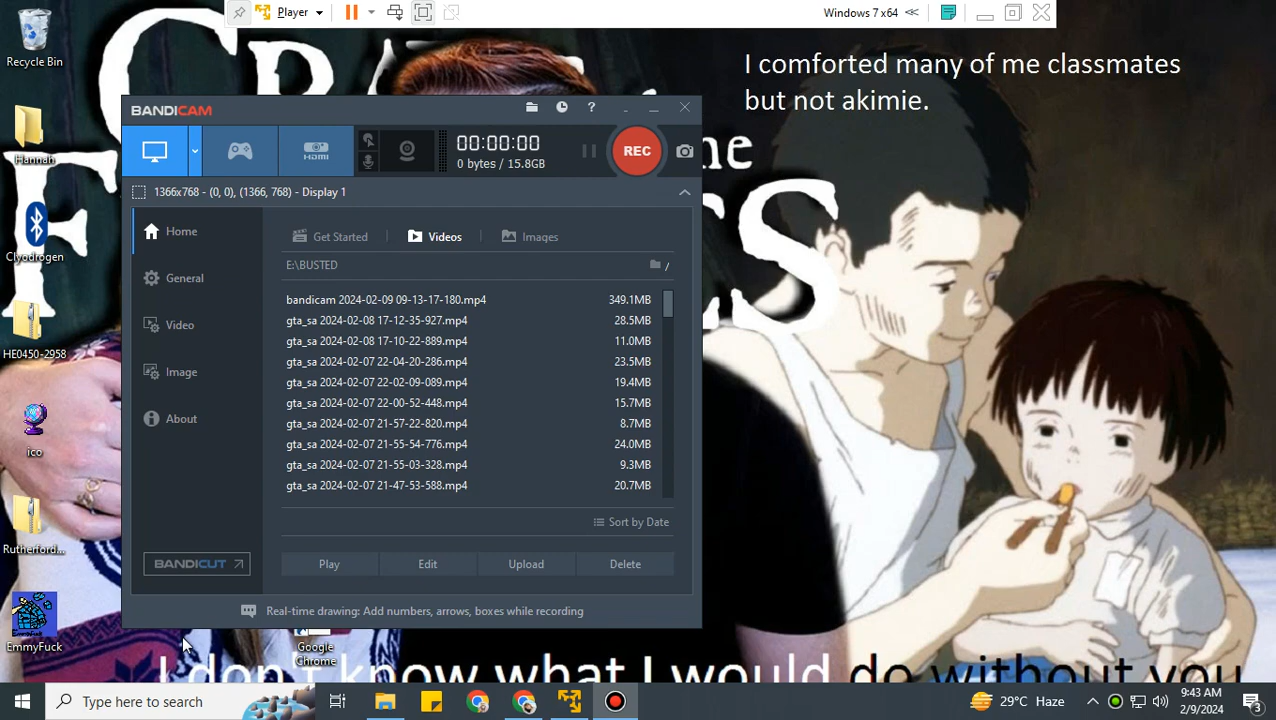 Player
Windows 7 x64
Recycle Bin
I comforted many of me classmates
but not akimie.
BANDICAM
?
HDMI
00:00:00
0 bytes / 15.8GB
REC
me
Hannah
1366x768 - (0, 0), (1366, 768) - Display 1
Home
Get Started
Videos
Images
Clyodrogen
E:\BUSTED
/
General
bandicam 2024-02-09 09-13-17-180.mp4 349.1MB
gta_sa 2024-02-08 17-12-35-927.mp4 28.5MB
Video
gta_sa 2024-02-08 17-10-22-889.mp4 11.0MB
HE0450-2958
gta_sa 2024-02-07 22-04-20-286.mp4 23.5MB
Image
gta_sa 2024-02-07 22-02-09-089.mp4 19.4MB
gta_sa 2024-02-07 22-00-52-448.mp4 15.7MB
About
gta_sa 2024-02-07 21-57-22-820.mp4 8.7MB
ico
gta_sa 2024-02-07 21-55-54-776.mp4 24.0MB
gta_sa 2024-02-07 21-55-03-328.mp4 9.3MB
gta_sa 2024-02-07 21-47-53-588.mp4 20.7MB
Sort by Date
Rutherford...
BANDICUT
Play
Edit
Upload
Delete
Real-time drawing: Add numbers, arrows, boxes while recording
EmmyFuck
Google
Chrome
I don't know what I would do without you
Type here to search
29°C Haze
9:43 AM
2/9/2024
3